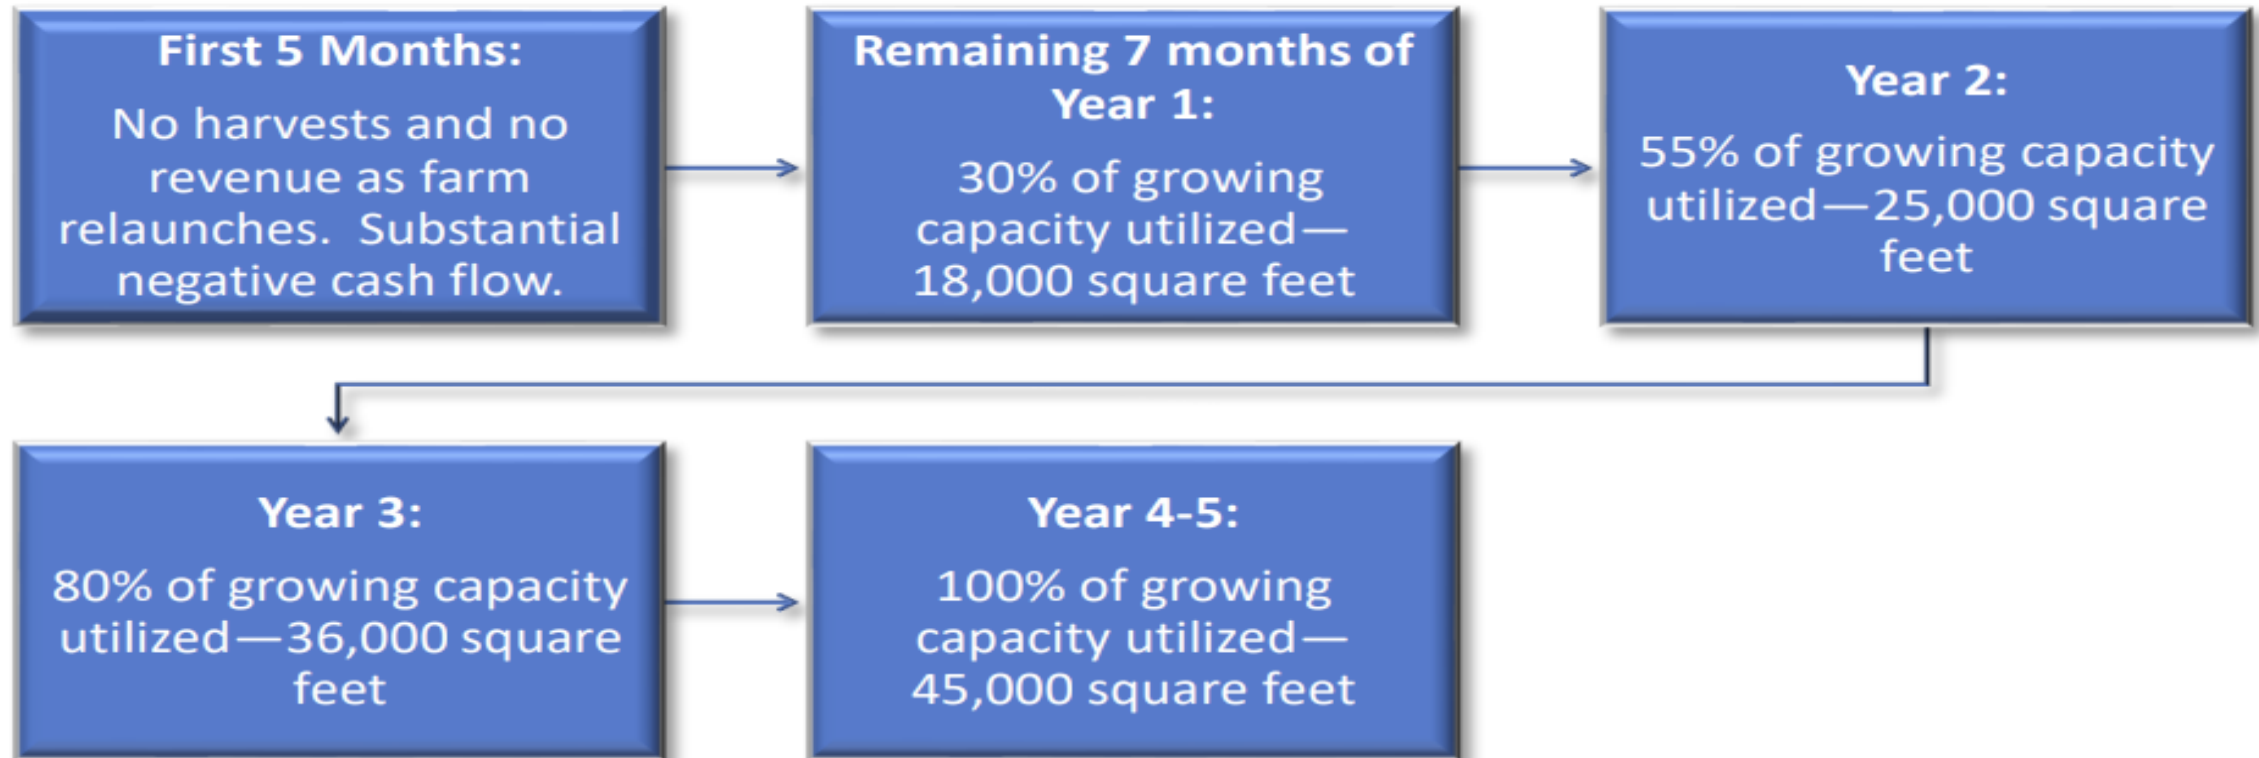 First 5 Months:
No harvests and no
revenue as farm
relaunches.  Substantial
negative cash flow.
Remaining 7 months of
Year 1:
30% of growing
capacity utilized—
18,000 square feet
Year 2:
55% of growing capacity
utilized—25,000 square
feet
Year 3:
80% of growing capacity
utilized—36,000 square
feet
Year 4-5:
100% of growing
capacity utilized—
45,000 square feet